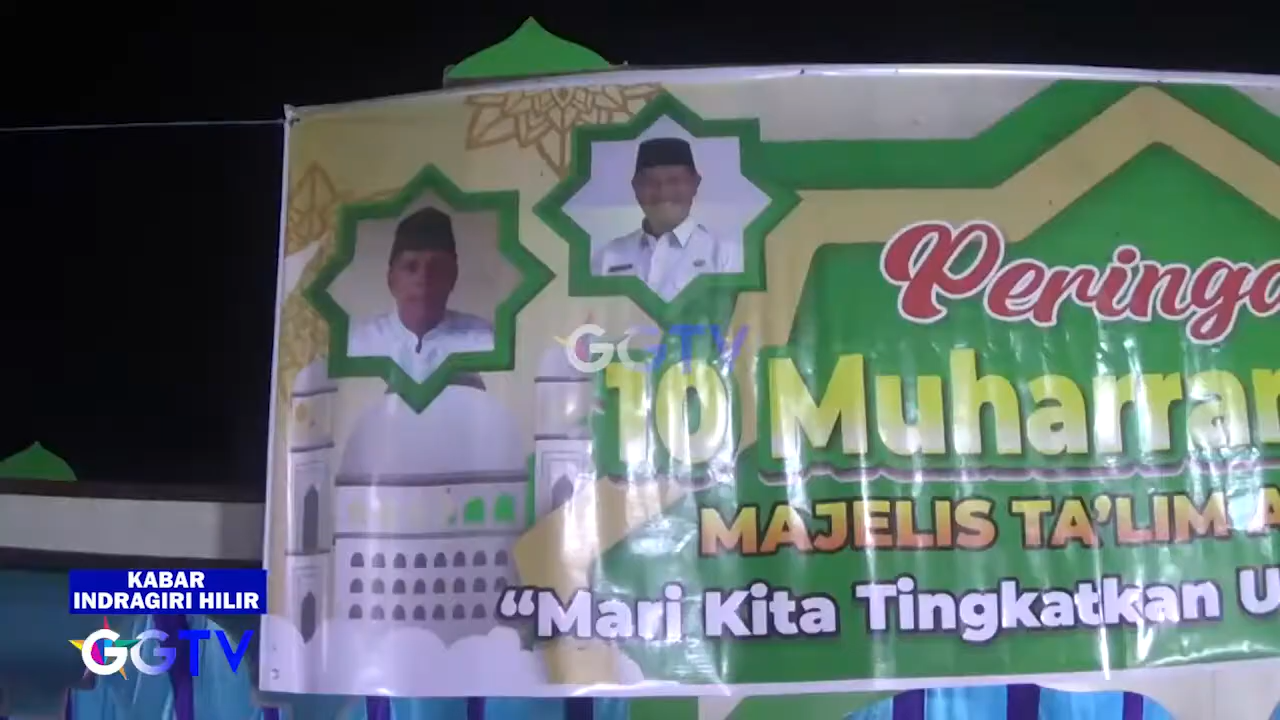 Peringa
10 Muharram
MAJELIS TA'LIM A
“Mari Kita Tingkatkan U
GGTV
KABAR
INDRAGIRI HILIR
GGTV